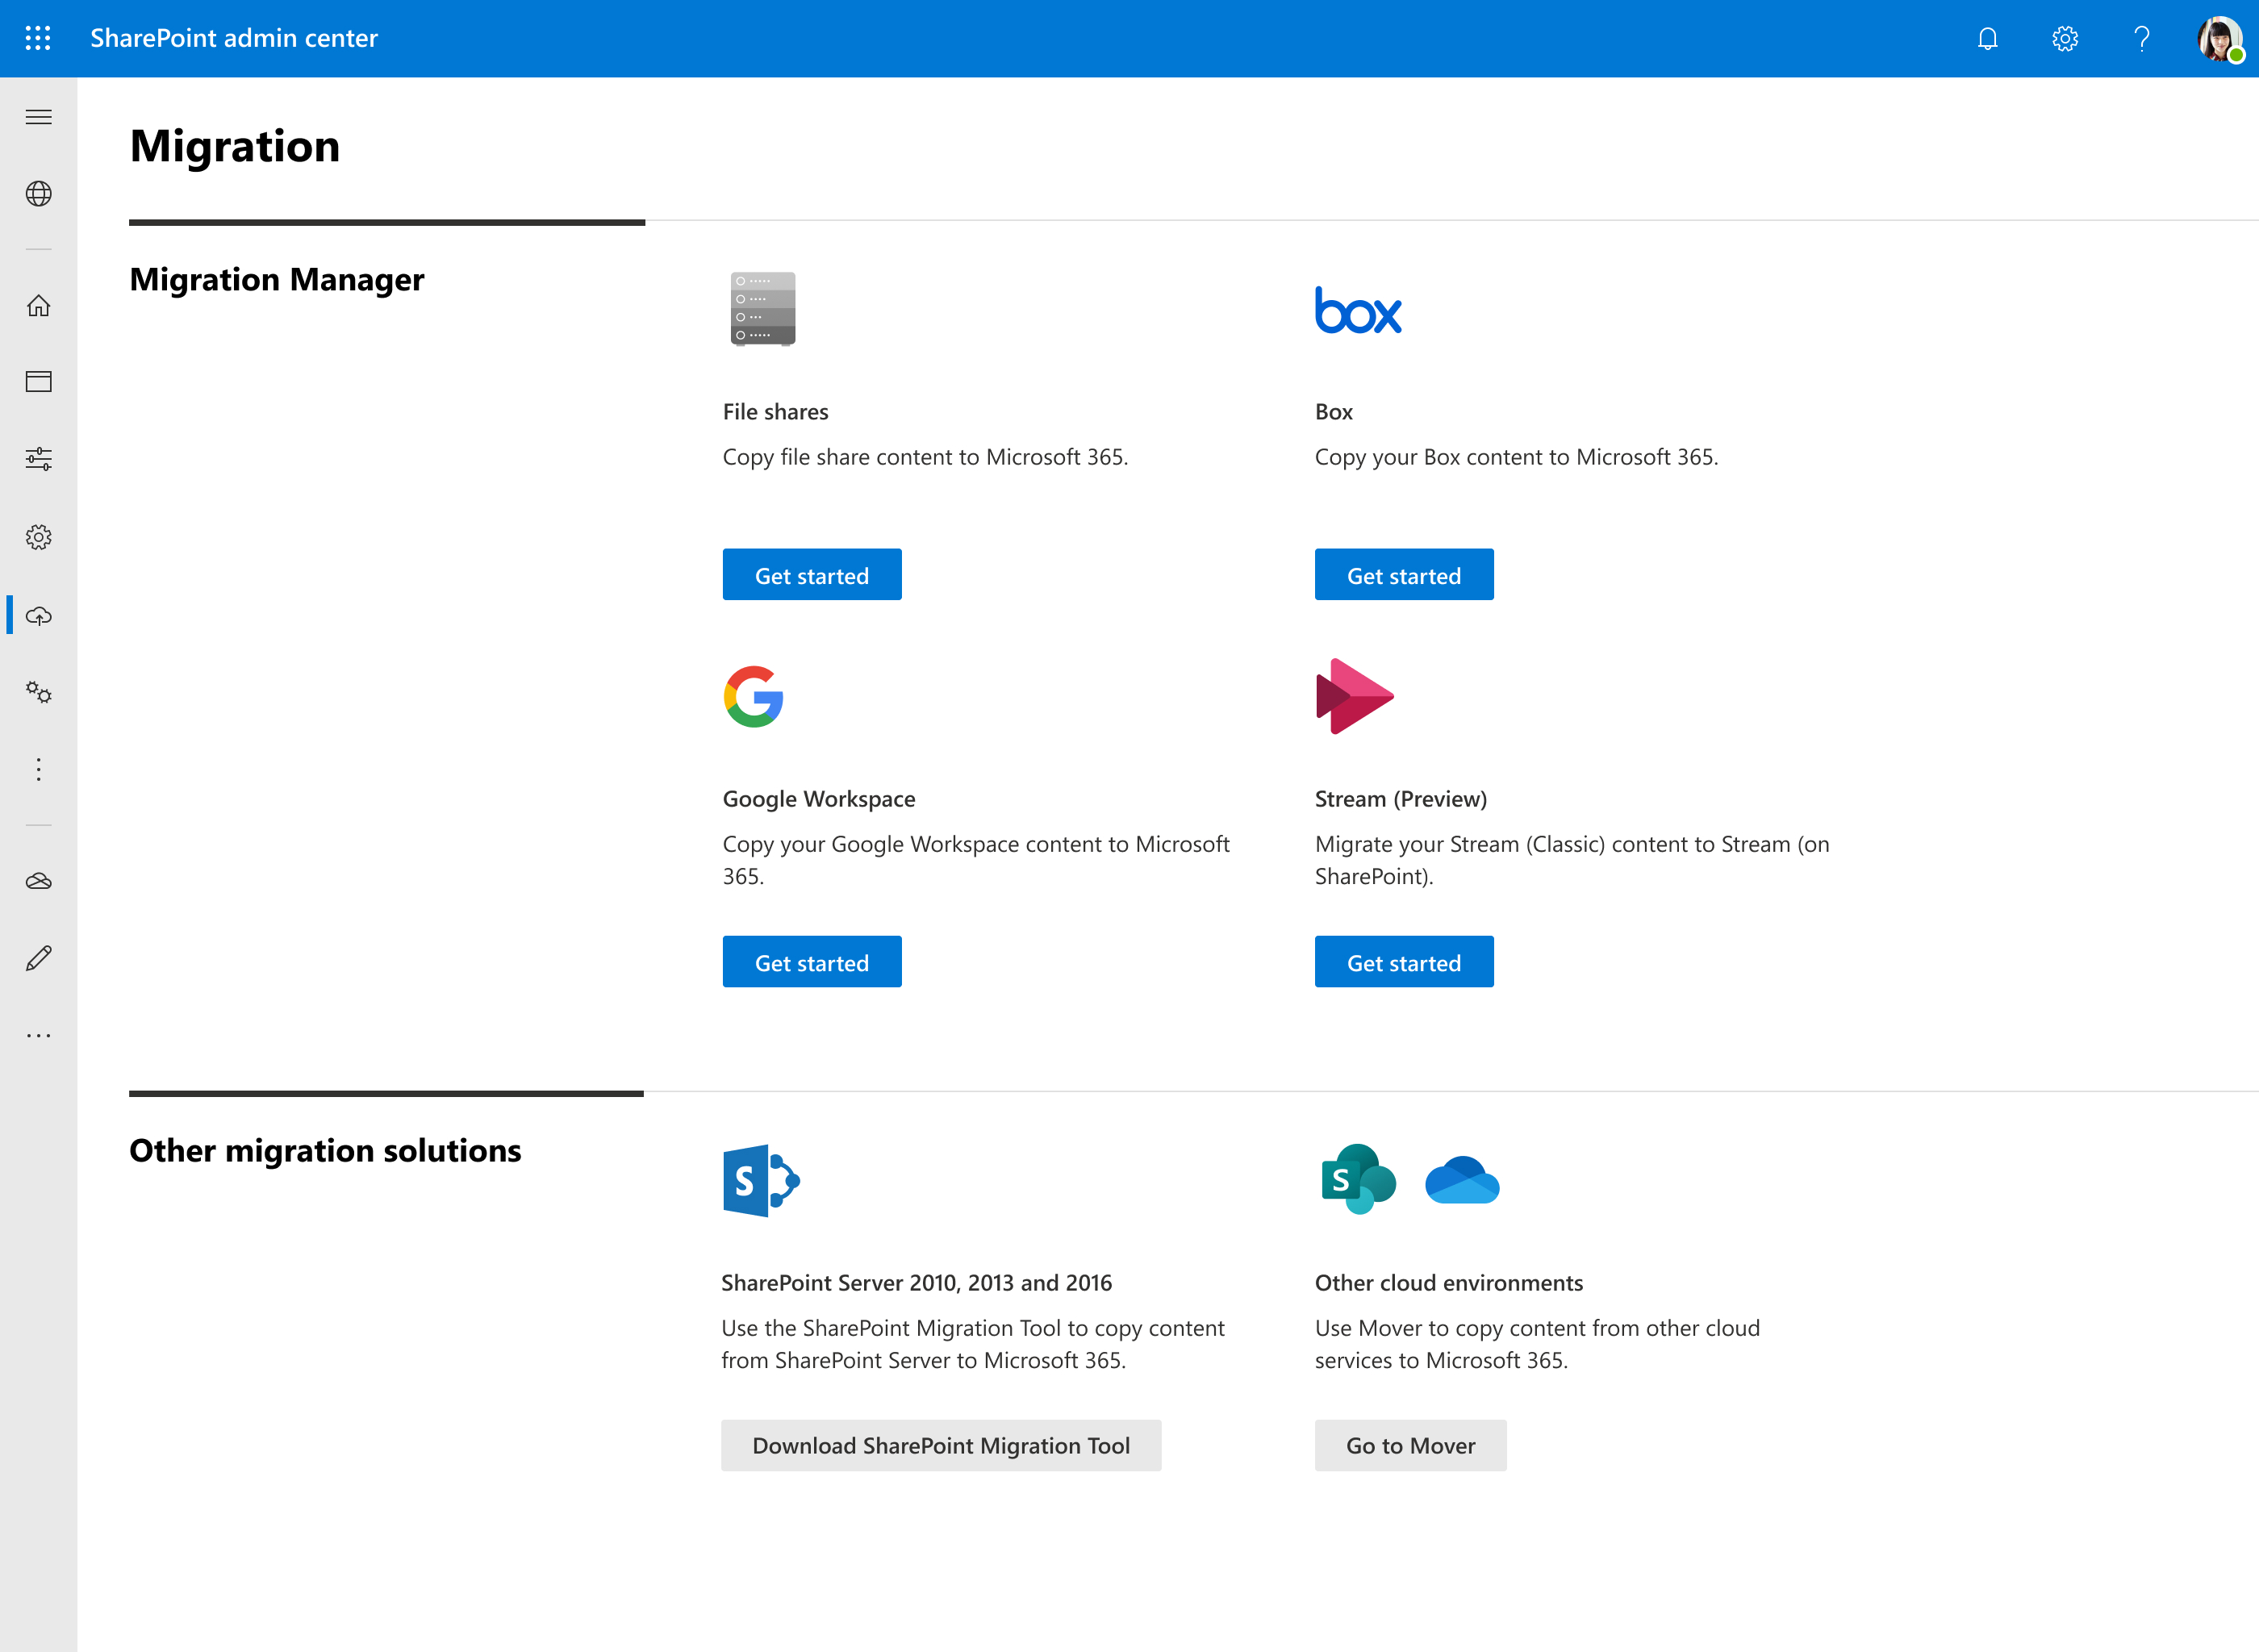 SharePoint admin center
Migration
Migration Manager
box
File shares
Copy file share content to Microsoft 365.
Get started
Box
Copy your Box content to Microsoft 365.
Get started
Google Workspace
Copy your Google Workspace content to Microsoft
365.
Get started
Stream (Preview)
Migrate your Stream (Classic) content to Stream (on
SharePoint).
Get started
Other migration solutions
S
SharePoint Server 2010, 2013 and 2016
Use the SharePoint Migration Tool to copy content
from SharePoint Server to Microsoft 365.
Download SharePoint Migration Tool
S
Other cloud environments
Use Mover to copy content from other cloud
services to Microsoft 365.
Go to Mover